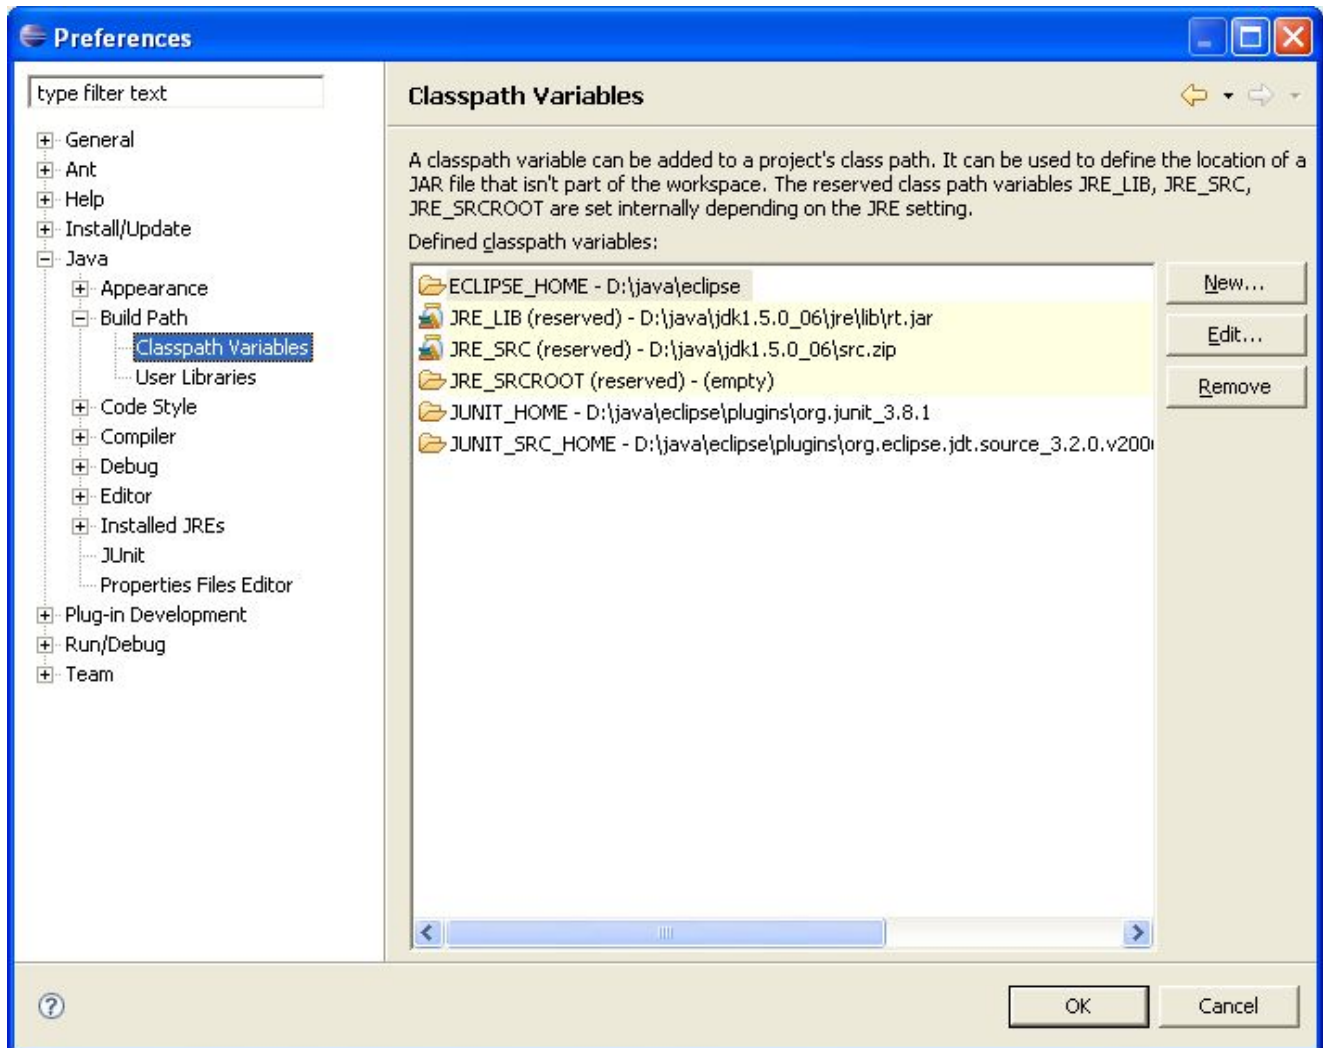 Preferences
type filter text
General
Ant
Help
Install/Update
Java
Appearance
Build Path
Classpath Variables
User Libraries
Code Style
Compiler
Debug
Editor
Installed JREs
JUnit
Properties Files Editor
Plug-in Development
Run/Debug
Team
Classpath Variables
A classpath variable can be added to a project's class path. It can be used to define the location of a
JAR file that isn't part of the workspace. The reserved class path variables JRE_LIB, JRE_SRC,
JRE_SRCROOT are set internally depending on the JRE setting.
Defined classpath variables:
ECLIPSE_HOME - D:\java\eclipse
JRE_LIB (reserved) - D:\java\jdk1.5.0_06\jre\lib\rt.jar
JRE_SRC (reserved) - D:\java\jdk1.5.0_06\src.zip
JRE_SRCROOT (reserved) - (empty)
JUNIT_HOME - D:\java\eclipse\plugins\org.junit_3.8.1
JUNIT_SRC_HOME - D:\java\eclipse\plugins\org.eclipse.jdt.source_3.2.0.v200
New...
Edit...
Remove
OK
Cancel